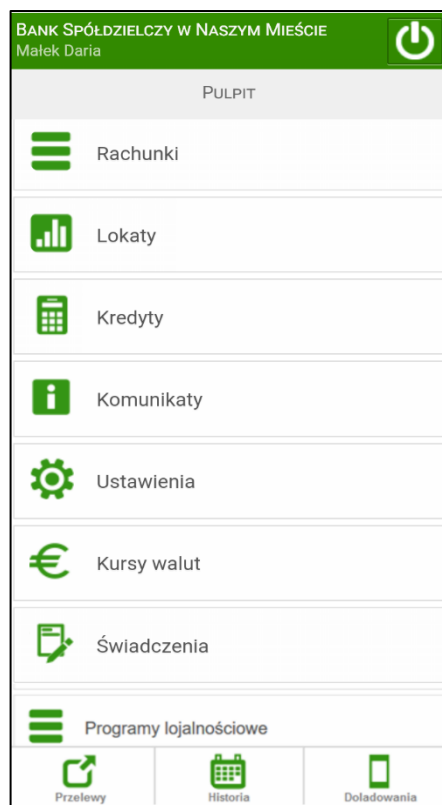 BANK SPÓŁDZIELCZY W NASZYM MIEŚCIE
Małek Daria
PULPIT
Rachunki
Lokaty
Kredyty
Komunikaty
Ustawienia
Kursy walut
Świadczenia
Programy lojalnościowe
Przelewy Historia Doladowania